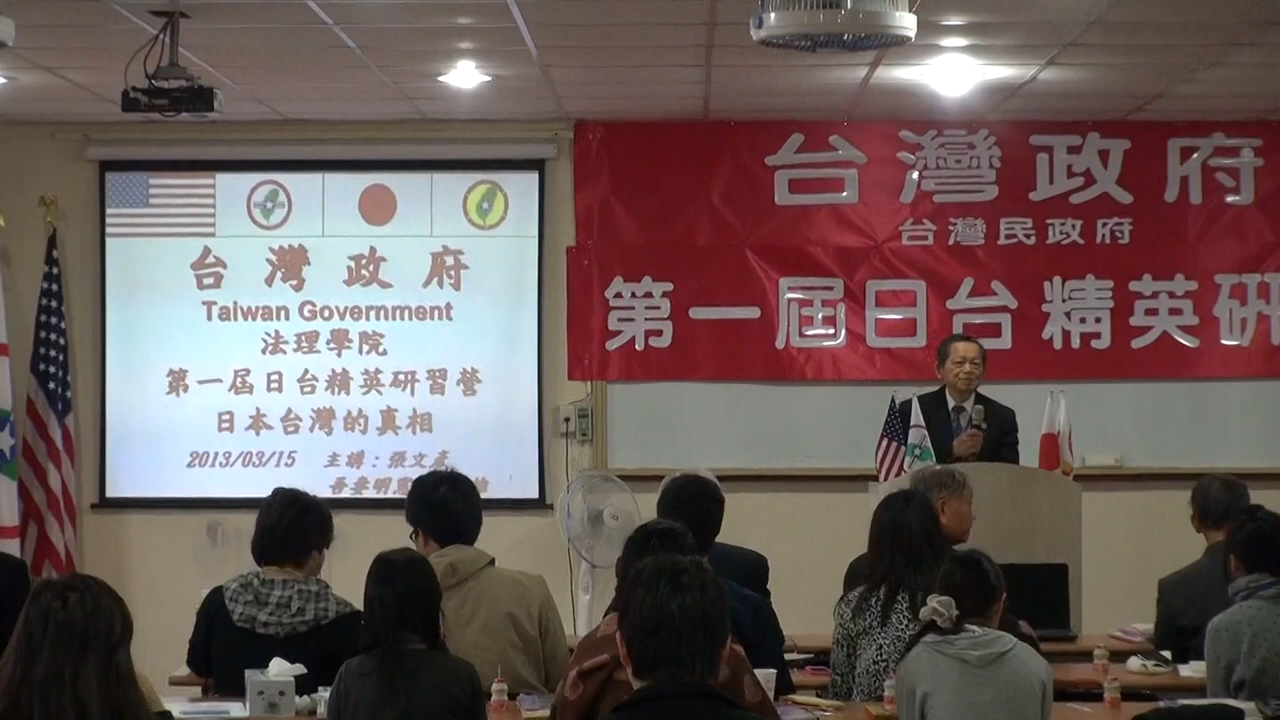 台灣政府
Taiwan Government
法理學院
第一屆日台精英研習營
日本台灣的真相
2013/03/15 主講：張文彥
台灣政府
台灣民政府
第一屆日台精英研